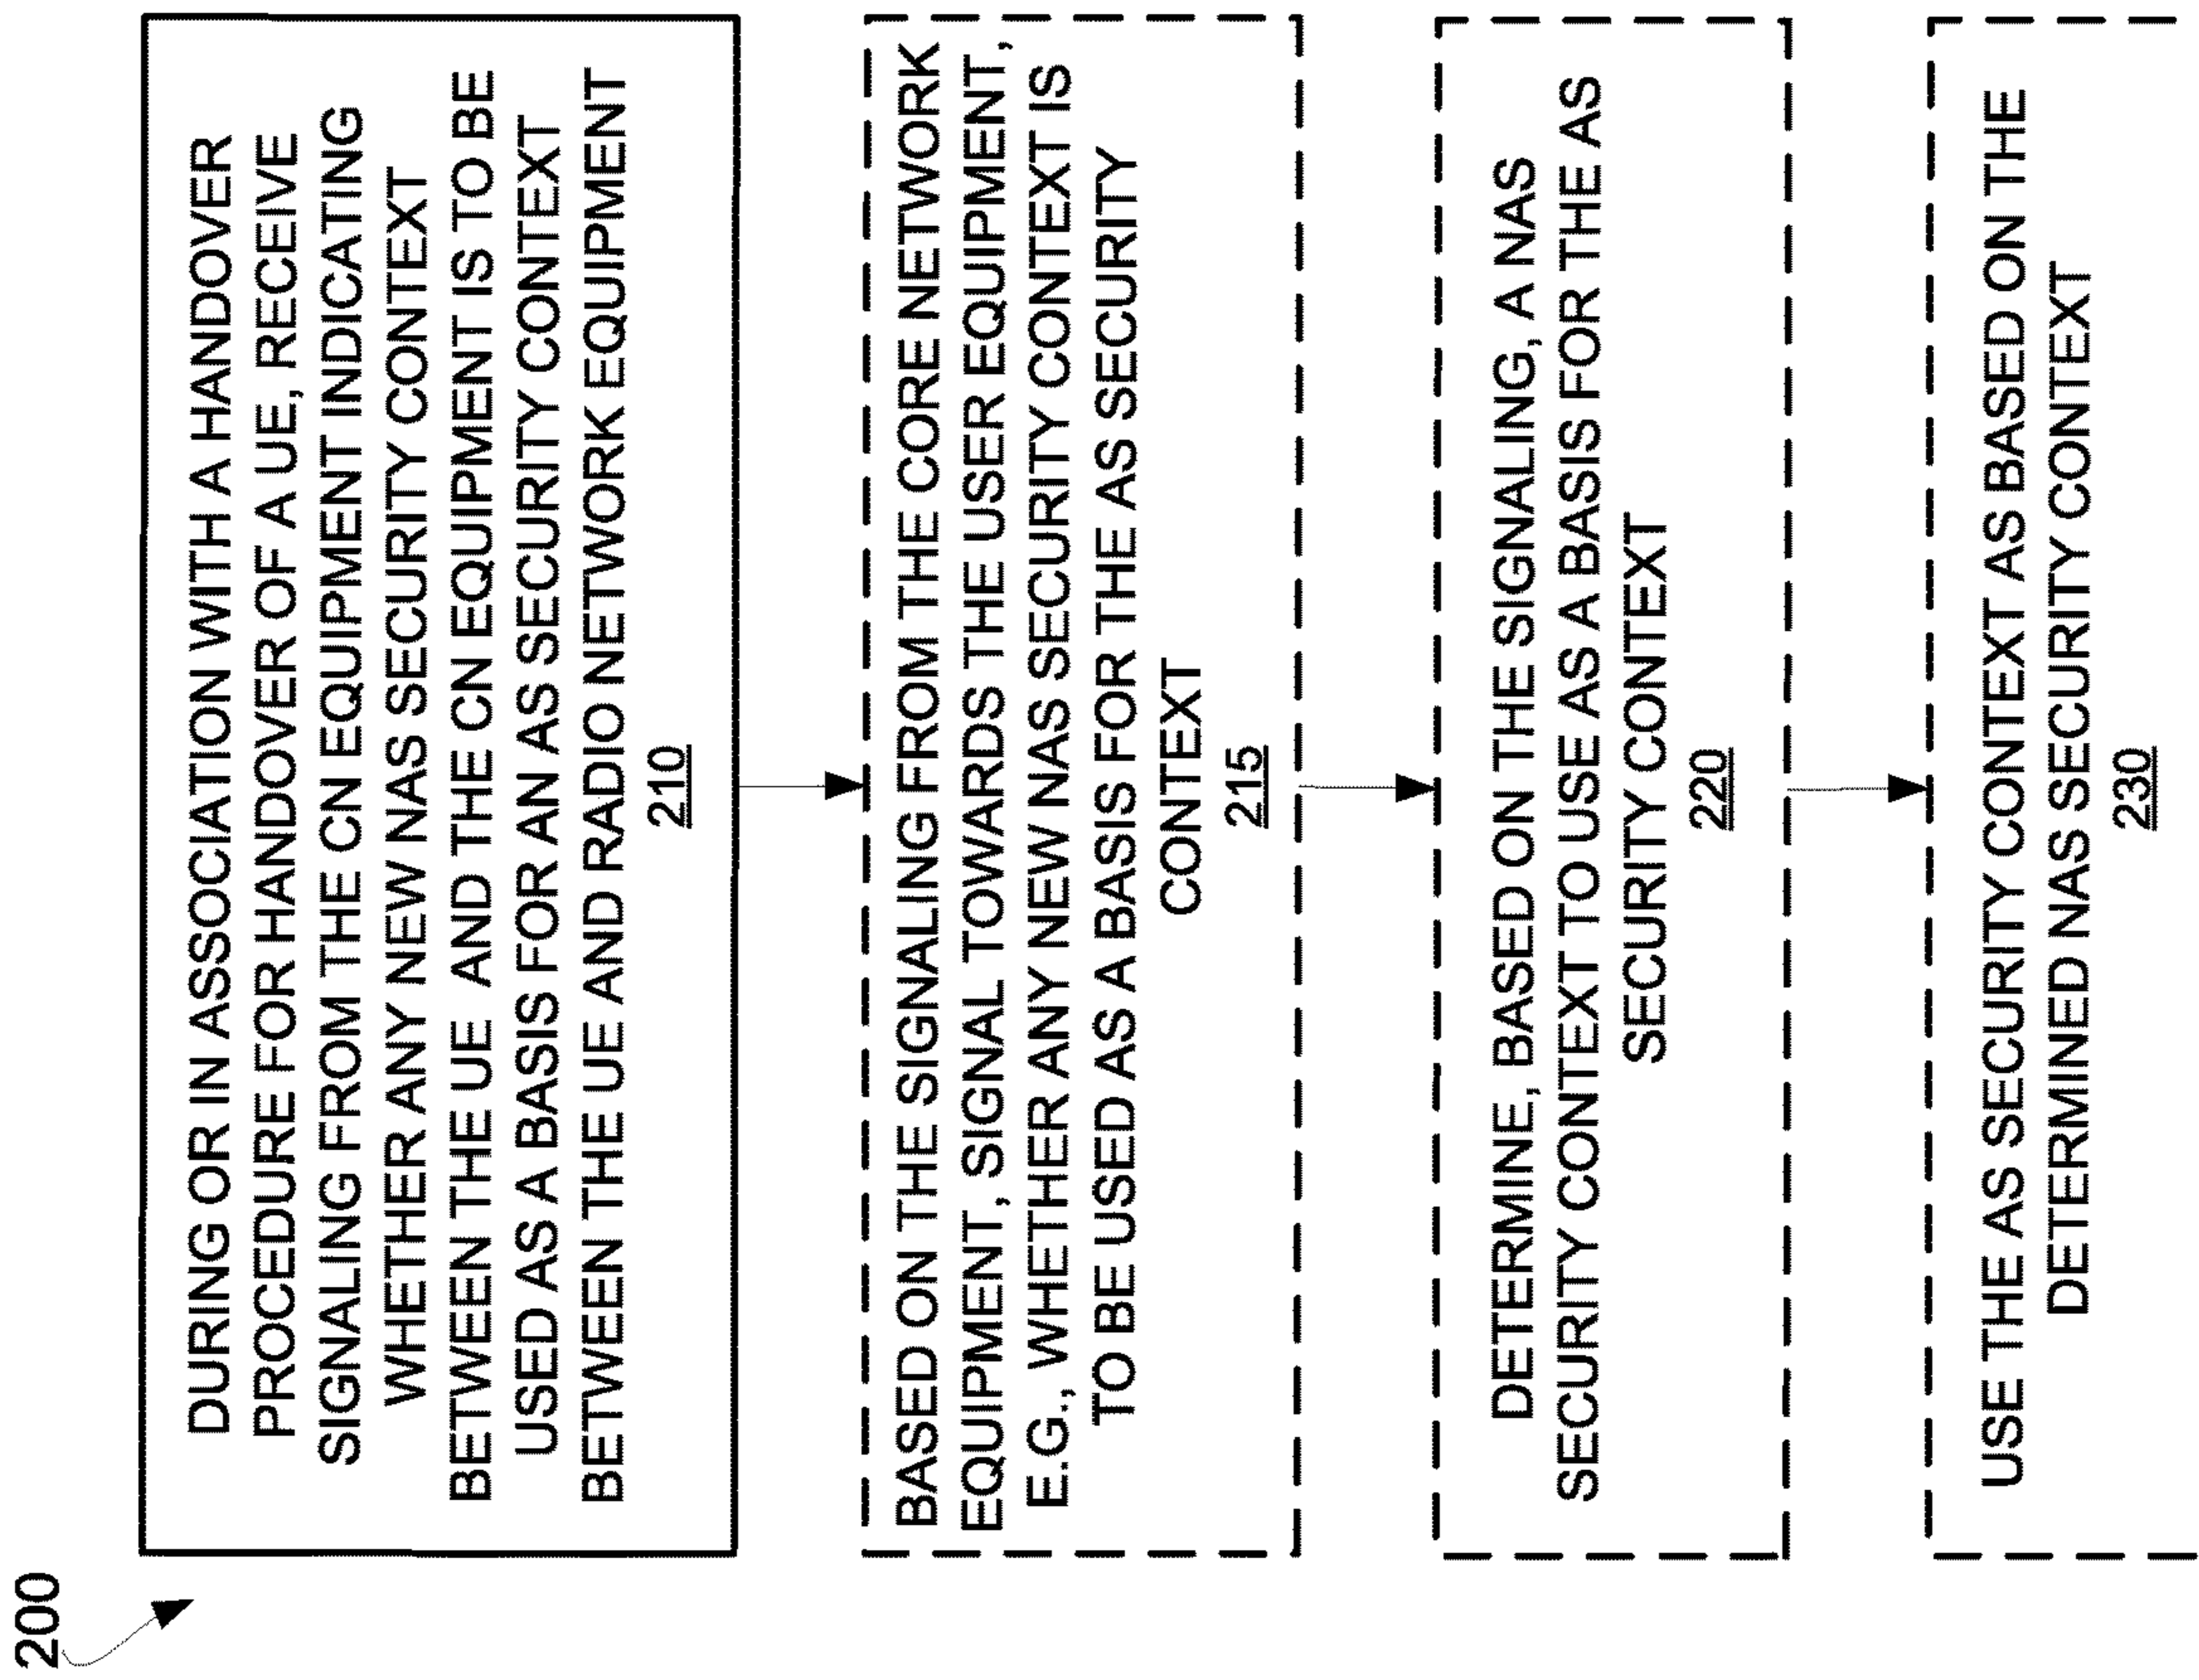 200
DURING OR IN ASSOCIATION WITH A HANDOVER
PROCEDURE FOR HANDOVER OF A UE, RECEIVE
SIGNALING FROM THE CN EQUIPMENT INDICATING
WHETHER ANY NEW NAS SECURITY CONTEXT
BETWEEN THE UE AND THE CN EQUIPMENT IS TO BE
USED AS A BASIS FOR AN AS SECURITY CONTEXT
BETWEEN THE UE AND RADIO NETWORK EQUIPMENT
210
BASED ON THE SIGNALING FROM THE CORE NETWORK
EQUIPMENT, SIGNAL TOWARDS THE USER EQUIPMENT,
E.G., WHETHER ANY NEW NAS SECURITY CONTEXT IS
TO BE USED AS A BASIS FOR THE AS SECURITY
CONTEXT
215
DETERMINE, BASED ON THE SIGNALING, A NAS
SECURITY CONTEXT TO USE AS A BASIS FOR THE AS
SECURITY CONTEXT
220
USE THE AS SECURITY CONTEXT AS BASED ON THE
DETERMINED NAS SECURITY CONTEXT
230